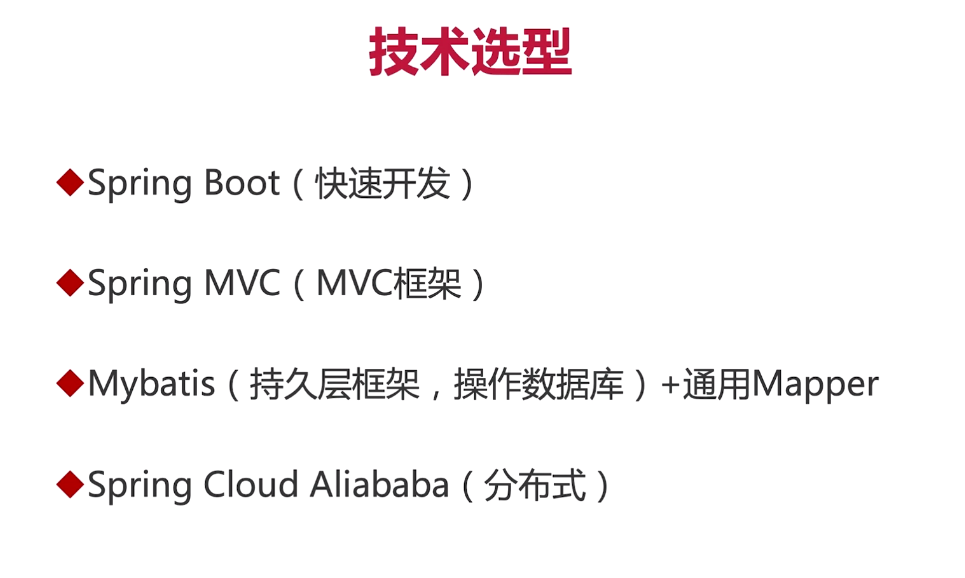 技术选型
◆Spring Boot（快速开发）
◆Spring MVC（MVC框架）
◆Mybatis（持久层框架，操作数据库）+通用Mapper
◆Spring Cloud Aliababa（分布式）